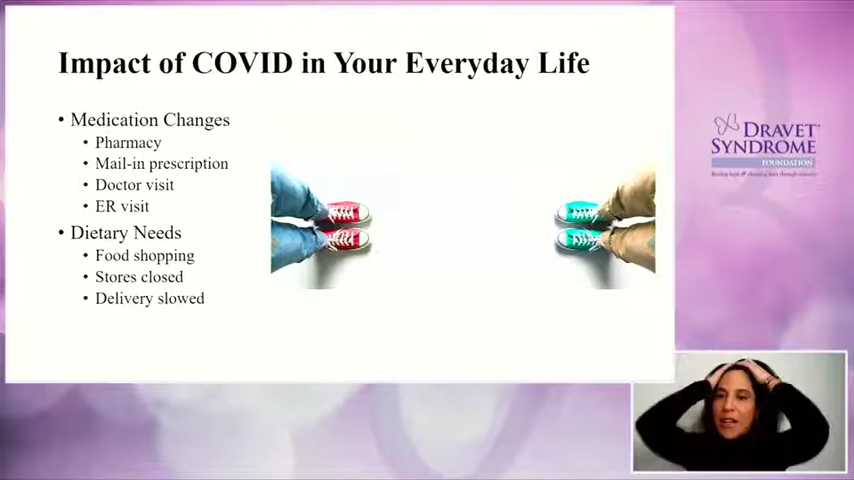 Impact of COVID in Your Everyday Life
• Medication Changes
• Pharmacy
• Mail-in prescription
• Doctor visit
• ER visit
• Dietary Needs
• Food shopping
• Stores closed
• Delivery slowed
DRAVET
SYNDROME
FOUNDATION